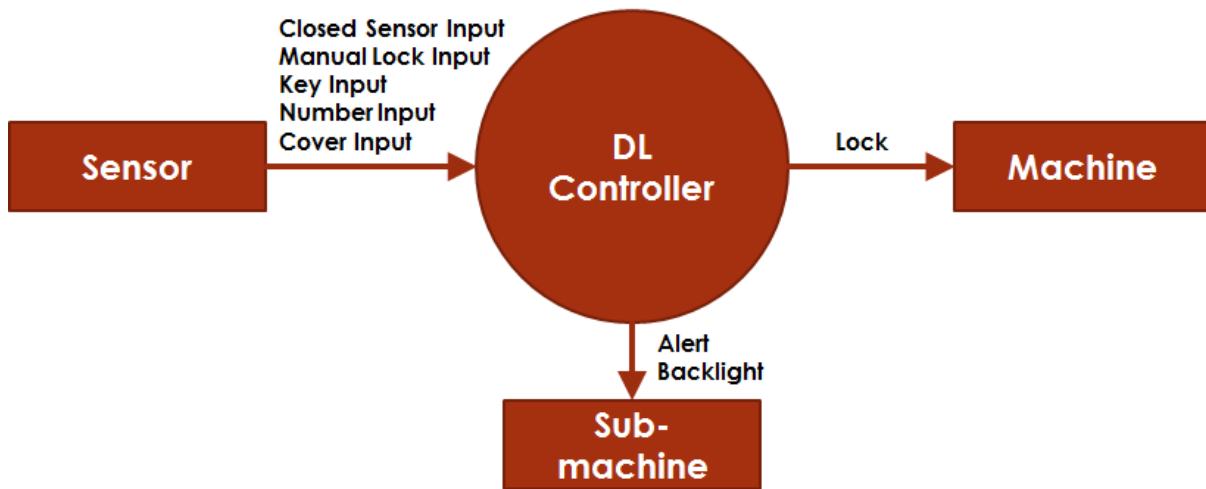 Closed Sensor Input
Manual Lock Input
Key Input
Number Input
Cover Input
Sensor
DL
Controller
Lock
Machine
Alert
Backlight
Sub-
machine